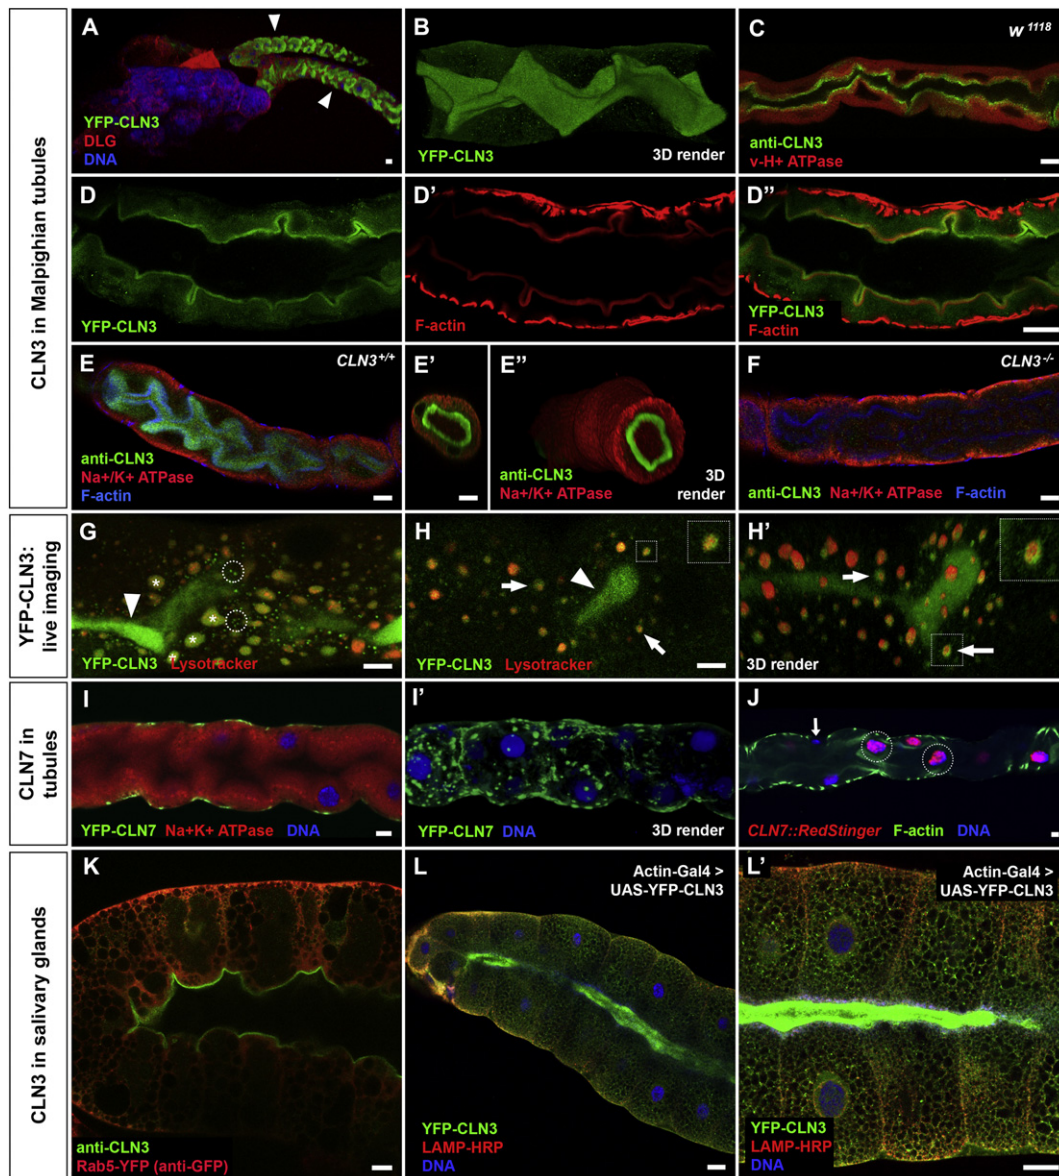 CLN3 in Malpighian tubules
A
YFP-CLN3
DLG
DNA
B
YFP-CLN3
3D render
C
w 1118
anti-CLN3
v-H+ ATPase
D
YFP-CLN3
D'
F-actin
D''
YFP-CLN3
F-actin
E
CLN3+/+
anti-CLN3
Na+/K+ ATPase
F-actin
E'
E''
anti-CLN3
Na+/K+ ATPase
3D
render
F
CLN3-/-
anti-CLN3 Na+/K+ ATPase F-actin
YFP-CLN3:
live imaging
G
YFP-CLN3 Lysotracker
H
YFP-CLN3 Lysotracker
H'
3D render
CLN7 in
tubules
I
YFP-CLN7 Na+K+ ATPase DNA
I'
YFP-CLN7 DNA
3D render
J
CLN7::RedStinger F-actin DNA
CLN3 in salivary glands
K
anti-CLN3
Rab5-YFP (anti-GFP)
L
Actin-Gal4 >
UAS-YFP-CLN3
YFP-CLN3
LAMP-HRP
DNA
L'
Actin-Gal4 >
UAS-YFP-CLN3
YFP-CLN3
LAMP-HRP
DNA